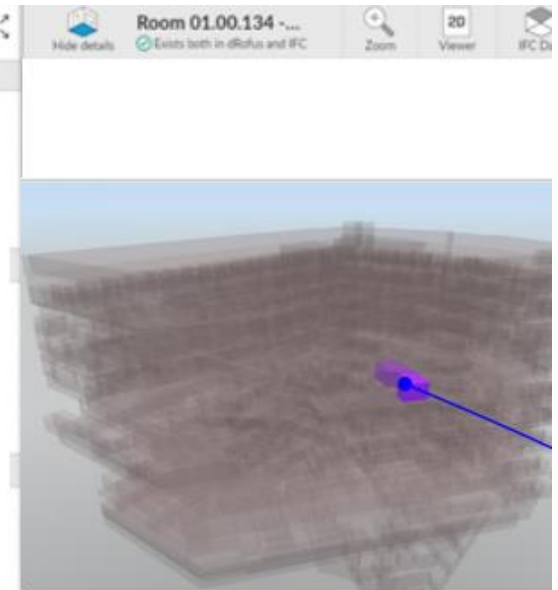 Room 01.00.134 -...
Exists both in dRofus and IFC
Hide details
Zoom
2D
Viewer
IFC